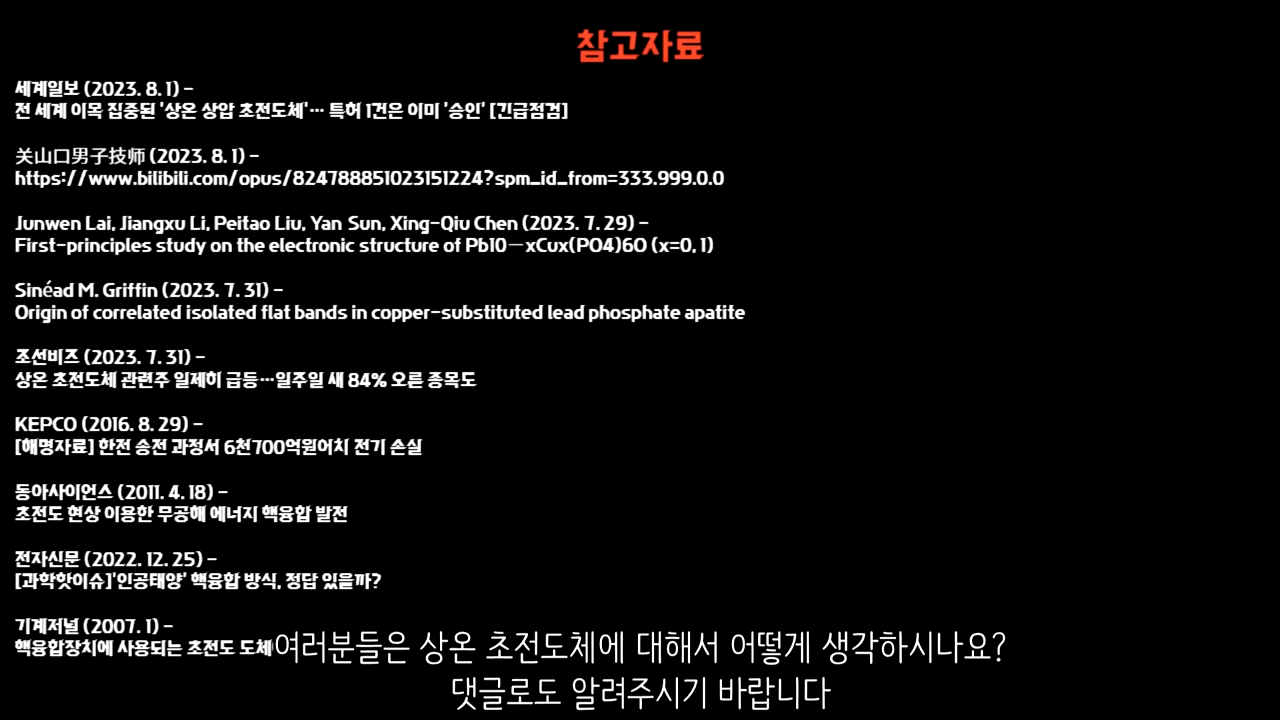 참고자료
세계일보 (2023. 8. 1) -
전 세계 이목 집중된 '상온 상압 초전도체'… 특허 1건은 이미 '승인' [긴급점검]
关山口男子技师 (2023. 8. 1) -
https://www.bilibili.com/opus/824788851023151224?spm_id_from=333.999.0.0
Junwen Lai, Jiangxu Li, Peitao Liu, Yan Sun, Xing-Qiu Chen (2023. 7. 29) -
First-principles study on the electronic structure of Pb10-xCux(PO4)6O (x=0, 1)
Sinéad M. Griffin (2023. 7. 31) -
Origin of correlated isolated flat bands in copper-substituted lead phosphate apatite
조선비즈 (2023. 7. 31) -
상온 초전도체 관련주 일제히 급등…일주일 새 84% 오른 종목도
KEPCO (2016. 8. 29) -
[해명자료] 한전 송전 과정서 6천700억원어치 전기 손실
동아사이언스 (2011. 4. 18) -
초전도 현상 이용한 무공해 에너지 핵융합 발전
전자신문 (2022. 12. 25) -
[과학핫이슈]'인공태양' 핵융합 방식, 정답 있을까?
기계저널 (2007. 1) -
핵융합장치에 사용되는 초전도 도체
여러분들은 상온 초전도체에 대해서 어떻게 생각하시나요?
댓글로도 알려주시기 바랍니다